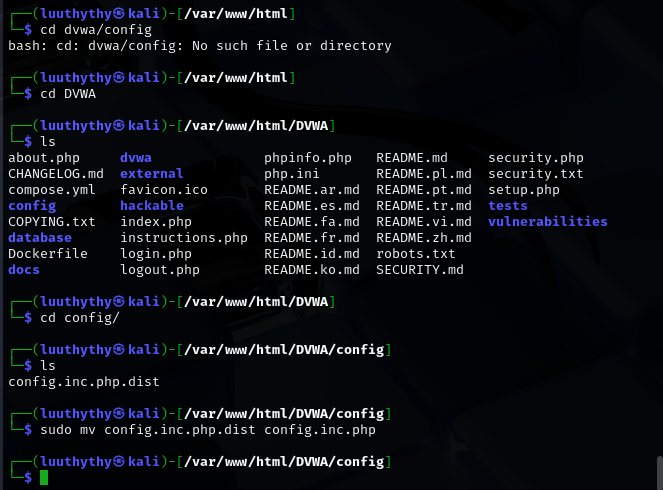 ┌──(luuthythy㉿kali)-[/var/www/html]
└─$ cd dvwa/config
bash: cd: dvwa/config: No such file or directory
┌──(luuthythy㉿kali)-[/var/www/html]
└─$ cd DVWA
┌──(luuthythy㉿kali)-[/var/www/html/DVWA]
└─$ ls
about.php dvwa phpinfo.php README.md security.php
CHANGELOG.md external php.ini README.pl.md security.txt
compose.yml favicon.ico README.ar.md README.pt.md setup.php
config hackable README.es.md README.tr.md tests
COPYING.txt index.php README.fa.md README.vi.md vulnerabilities
database instructions.php README.fr.md README.zh.md
Dockerfile login.php README.id.md robots.txt
docs logout.php README.ko.md SECURITY.md
┌──(luuthythy㉿kali)-[/var/www/html/DVWA]
└─$ cd config/
┌──(luuthythy㉿kali)-[/var/www/html/DVWA/config]
└─$ ls
config.inc.php.dist
┌──(luuthythy㉿kali)-[/var/www/html/DVWA/config]
└─$ sudo mv config.inc.php.dist config.inc.php
┌──(luuthythy㉿kali)-[/var/www/html/DVWA/config]
└─$